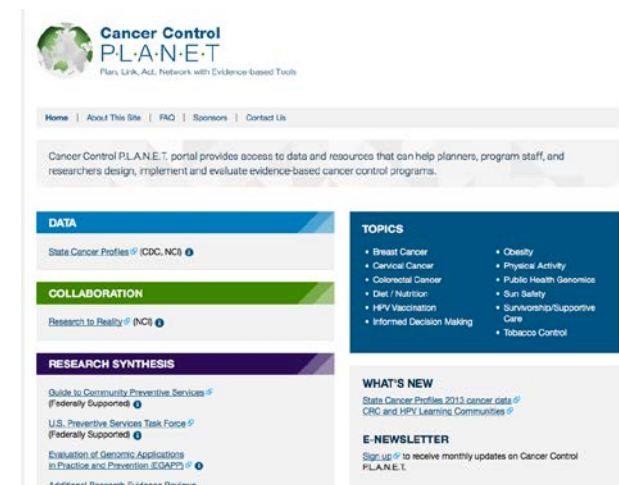 Cancer Control
P·L·A·N·E·T
Plan, Link, Act, Network with Evidence-based Tools
Home | About This Site | FAQ | Sponsors | Contact Us
Cancer Control P.L.A.N.E.T. portal provides access to data and resources that can help planners, program staff, and
researchers design, implement and evaluate evidence-based cancer control programs.
DATA
State Cancer Profiles (CDC, NCI)
COLLABORATION
Research to Reality (NCI)
RESEARCH SYNTHESIS
Guide to Community Preventive Services
(Federally Supported)
U.S. Preventive Services Task Force
(Federally Supported)
Evaluation of Genomic Applications
in Practice and Prevention (EGAPP)
Additional Research Evidence Reviews
TOPICS
• Breast Cancer
• Cervical Cancer
• Colorectal Cancer
• Diet / Nutrition
• HPV Vaccination
• Informed Decision Making
• Obesity
• Physical Activity
• Public Health Genomics
• Sun Safety
• Survivorship/Supportive
Care
• Tobacco Control
WHAT'S NEW
State Cancer Profiles 2013 cancer data
CRC and HPV Learning Communities
E-NEWSLETTER
Sign up to receive monthly updates on Cancer Control
P.L.A.N.E.T.